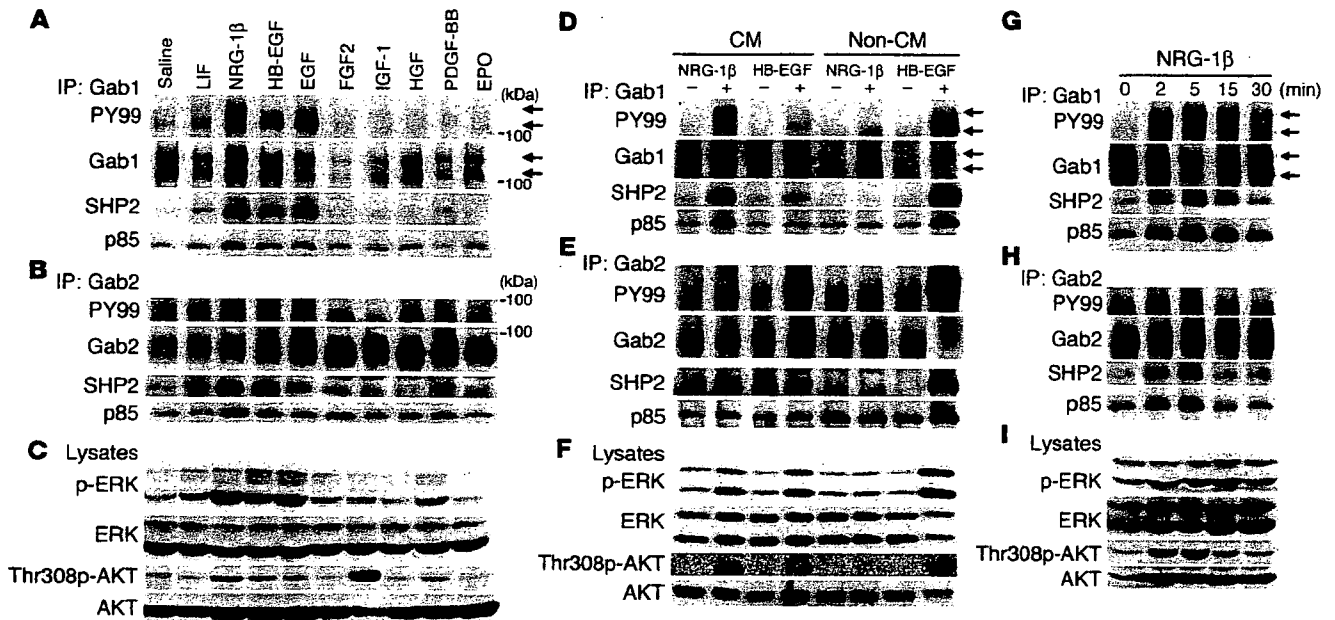 A
Saline
LIF
NRG-1β
HB-EGF
EGF
FGF2
IGF-1
HGF
PDGF-BB
EPO
IP: Gab1
(kDa)
PY99
-100
Gab1
-100
SHP2
p85
B
IP: Gab2
(kDa)
PY99
-100
Gab2
-100
SHP2
p85
C
Lysates
p-ERK
ERK
Thr308p-AKT
AKT
D
CM Non-CM
NRG-1β HB-EGF NRG-1β HB-EGF
IP: Gab1 − + − + − + − +
PY99
Gab1
SHP2
p85
E
IP: Gab2
PY99
Gab2
SHP2
p85
F
Lysates
p-ERK
ERK
Thr308p-AKT
AKT
G
NRG-1β
IP: Gab1 0 2 5 15 30 (min)
PY99
Gab1
SHP2
p85
H
IP: Gab2
PY99
Gab2
SHP2
p85
I
Lysates
p-ERK
ERK
Thr308p-AKT
AKT